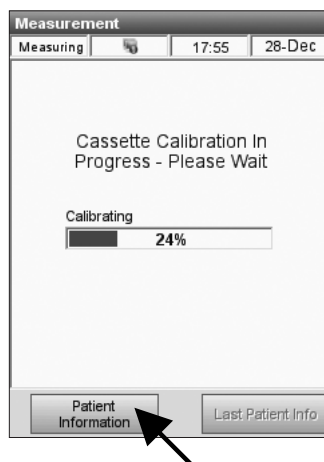 Measurement
Measuring 17:55 28-Dec
Cassette Calibration In
Progress - Please Wait
Calibrating
24%
Patient
Information
Last Patient Info